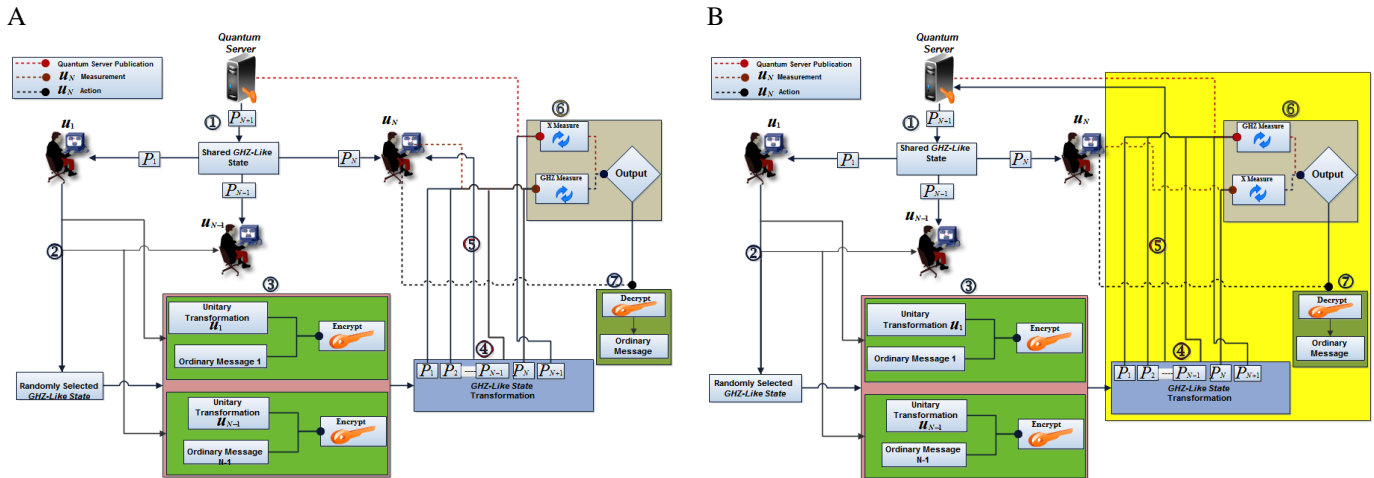 A
Quantum
Server
Quantum Server Publication
u_N Measurement
u_N Action
①
P_{N+1}
u_1
u_N
P_1
Shared GHZ-Like
State
P_N
P_{N-1}
u_{N-1}
②
③
Unitary
Transformation
u_1
Ordinary Message 1
Encrypt
Unitary
Transformation
u_{N-1}
Ordinary Message
N-1
Encrypt
Randomly Selected
GHZ-Like State
④
P_1 P_2 ----- P_{N-1} P_N P_{N+1}
GHZ-Like State
Transformation
⑤
⑥
X Measure
GHZ Measure
Output
⑦
Decrypt
Ordinary
Message
B
Quantum
Server
Quantum Server Publication
u_N Measurement
u_N Action
①
P_{N+1}
u_1
u_N
P_1
Shared GHZ-Like
State
P_N
P_{N-1}
u_{N-1}
②
③
Unitary
Transformation u_1
Ordinary Message 1
Encrypt
Unitary
Transformation
u_{N-1}
Ordinary Message
N-1
Encrypt
Randomly Selected
GHZ-Like State
④
P_1 P_2 ----- P_{N-1} P_N P_{N+1}
GHZ-Like State
Transformation
⑤
⑥
GHZ Measure
X Measure
Output
⑦
Decrypt
Ordinary
Message